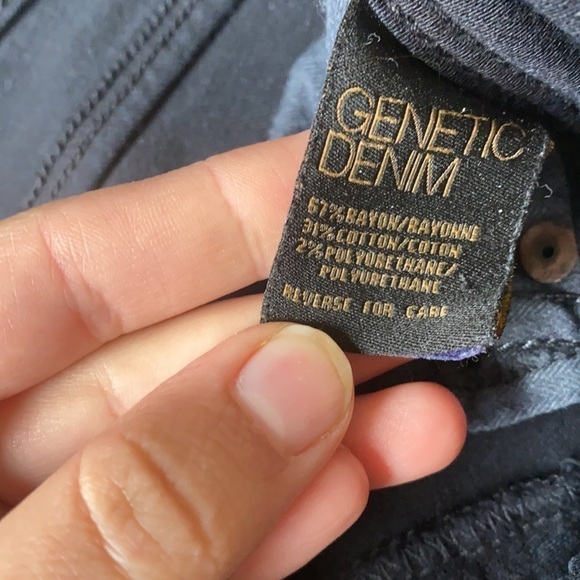 GENETIC
DENIM
67% RAYON/RAYONNE
31% COTTON/COTON
2% POLYURETHANE/
POLYURETHANE
REVERSE FOR CARE